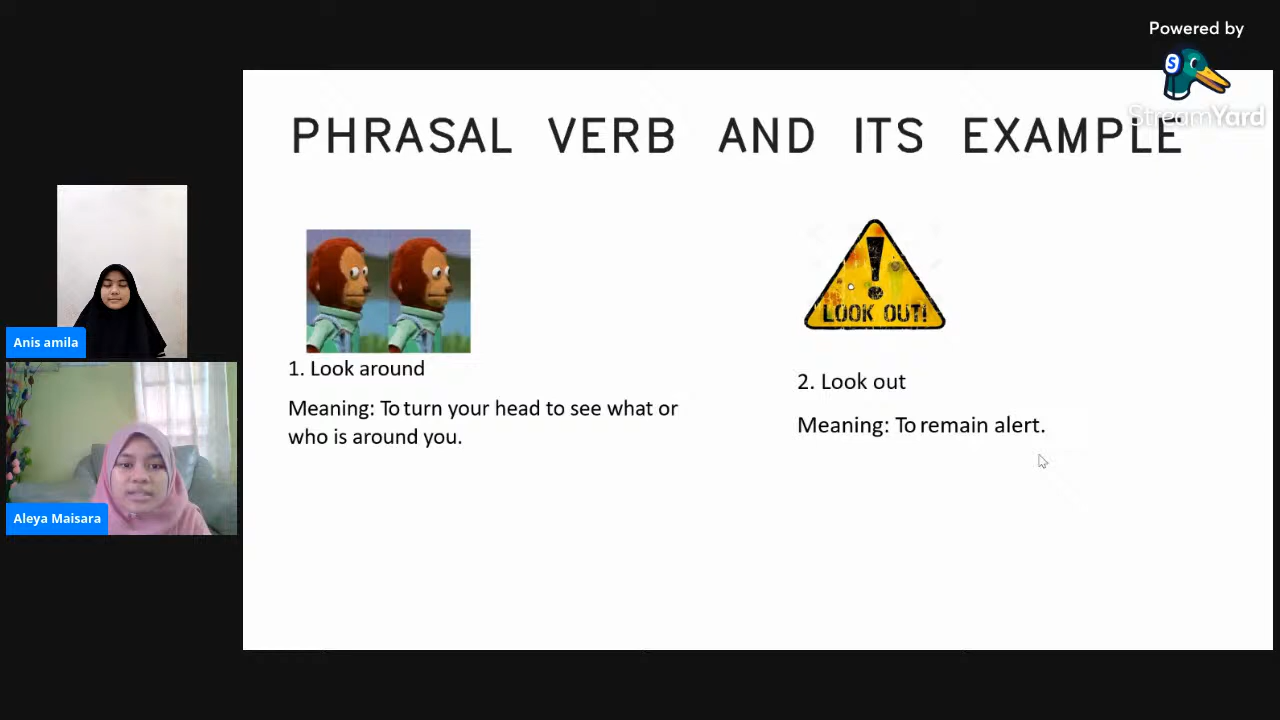 Powered by
S
StreamYard
PHRASAL VERB AND ITS EXAMPLE
LOOK OUT!
1. Look around
Meaning: To turn your head to see what or
who is around you.
2. Look out
Meaning: To remain alert.
Anis amila
Aleya Maisara